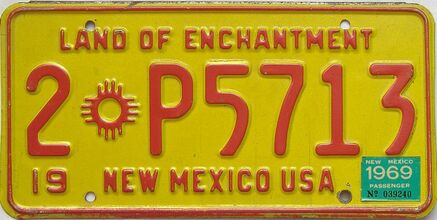 LAND OF ENCHANTMENT
2 P5713
19 NEW MEXICO USA
NEW MEXICO
1969
PASSENGER
Nº 039240